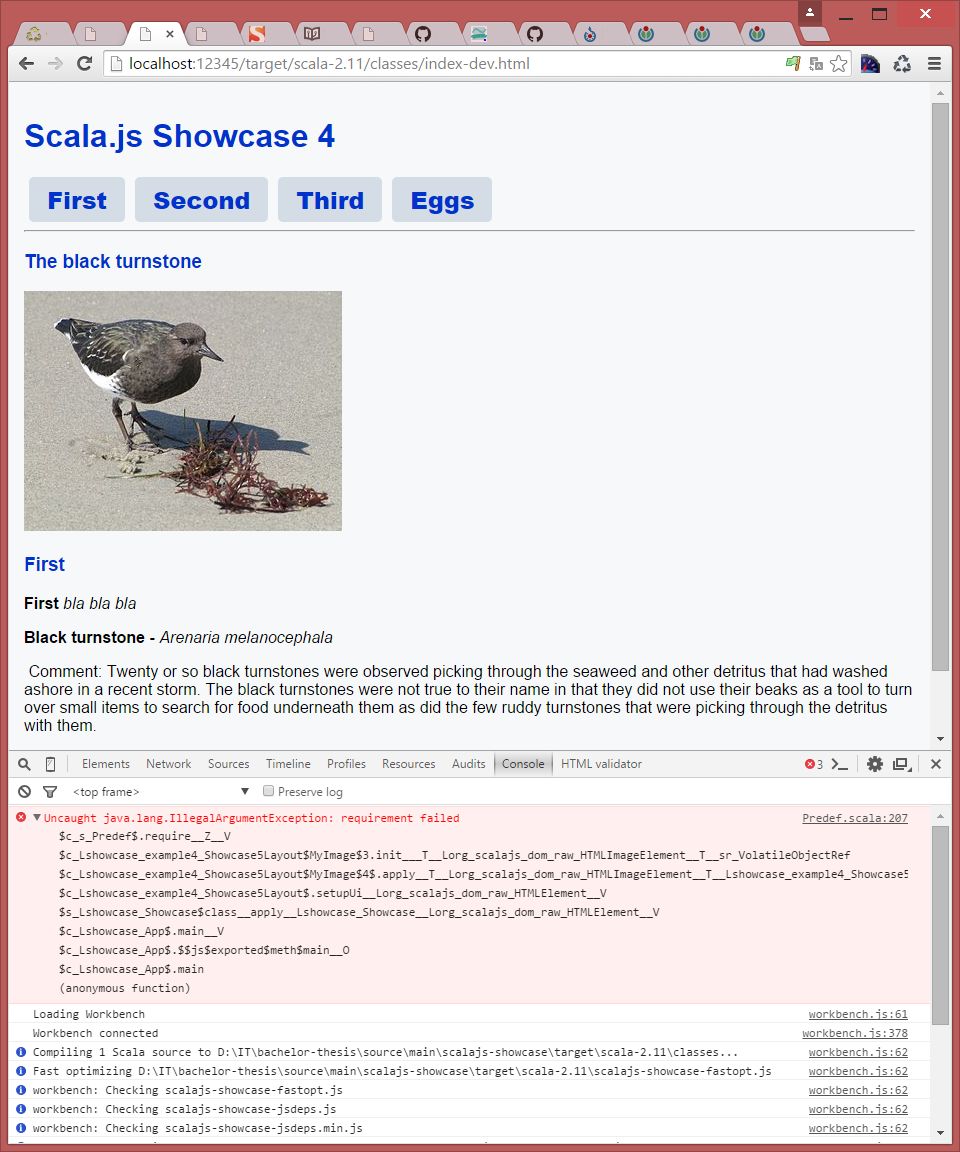 localhost:12345/target/scala-2.11/classes/index-dev.html
Scala.js Showcase 4
First Second Third Eggs
The black turnstone
First
First bla bla bla
Black turnstone - Arenaria melanocephala
Comment: Twenty or so black turnstones were observed picking through the seaweed and other detritus that had washed
ashore in a recent storm. The black turnstones were not true to their name in that they did not use their beaks as a tool to turn
over small items to search for food underneath them as did the few ruddy turnstones that were picking through the detritus
with them.
Elements Network Sources Timeline Profiles Resources Audits Console HTML validator 3
<top frame> Preserve log
Uncaught java.lang.IllegalArgumentException: requirement failed Predef.scala:207
$c_s_Predef$.require__Z__V
$c_Lshowcase_example4_Showcase5Layout$MyImage$3.init___T__Lorg_scalajs_dom_raw_HTMLImageElement__T__sr_VolatileObjectRef
$c_Lshowcase_example4_Showcase5Layout$MyImage$4$.apply__T__Lorg_scalajs_dom_raw_HTMLImageElement__T__Lshowcase_example4_Showcase5
$c_Lshowcase_example4_Showcase5Layout$.setupUi__Lorg_scalajs_dom_raw_HTMLElement__V
$s_Lshowcase_Showcase$class__apply__Lshowcase_Showcase__Lorg_scalajs_dom_raw_HTMLElement__V
$c_Lshowcase_App$.main__V
$c_Lshowcase_App$.$$js$exported$meth$main__O
$c_Lshowcase_App$.main
(anonymous function)
Loading Workbench workbench.js:61
Workbench connected workbench.js:378
Compiling 1 Scala source to D:\IT\bachelor-thesis\source\main\scalajs-showcase\target\scala-2.11\classes... workbench.js:62
Fast optimizing D:\IT\bachelor-thesis\source\main\scalajs-showcase\target\scala-2.11\scalajs-showcase-fastopt.js workbench.js:62
workbench: Checking scalajs-showcase-fastopt.js workbench.js:62
workbench: Checking scalajs-showcase-jsdeps.js workbench.js:62
workbench: Checking scalajs-showcase-jsdeps.min.js workbench.js:62